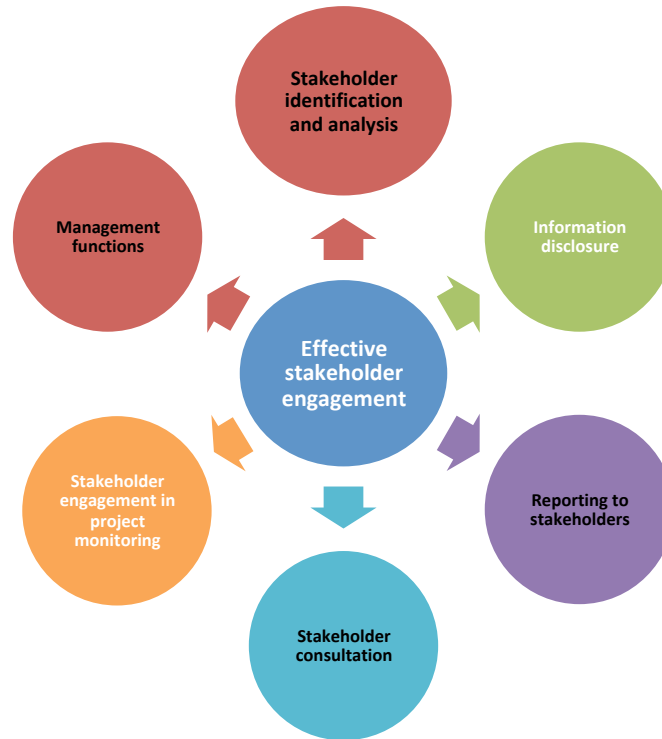 Stakeholder
identification
and analysis
Management
functions
Information
disclosure
Effective
stakeholder
engagement
Stakeholder
engagement in
project
monitoring
Reporting to
stakeholders
Stakeholder
consultation